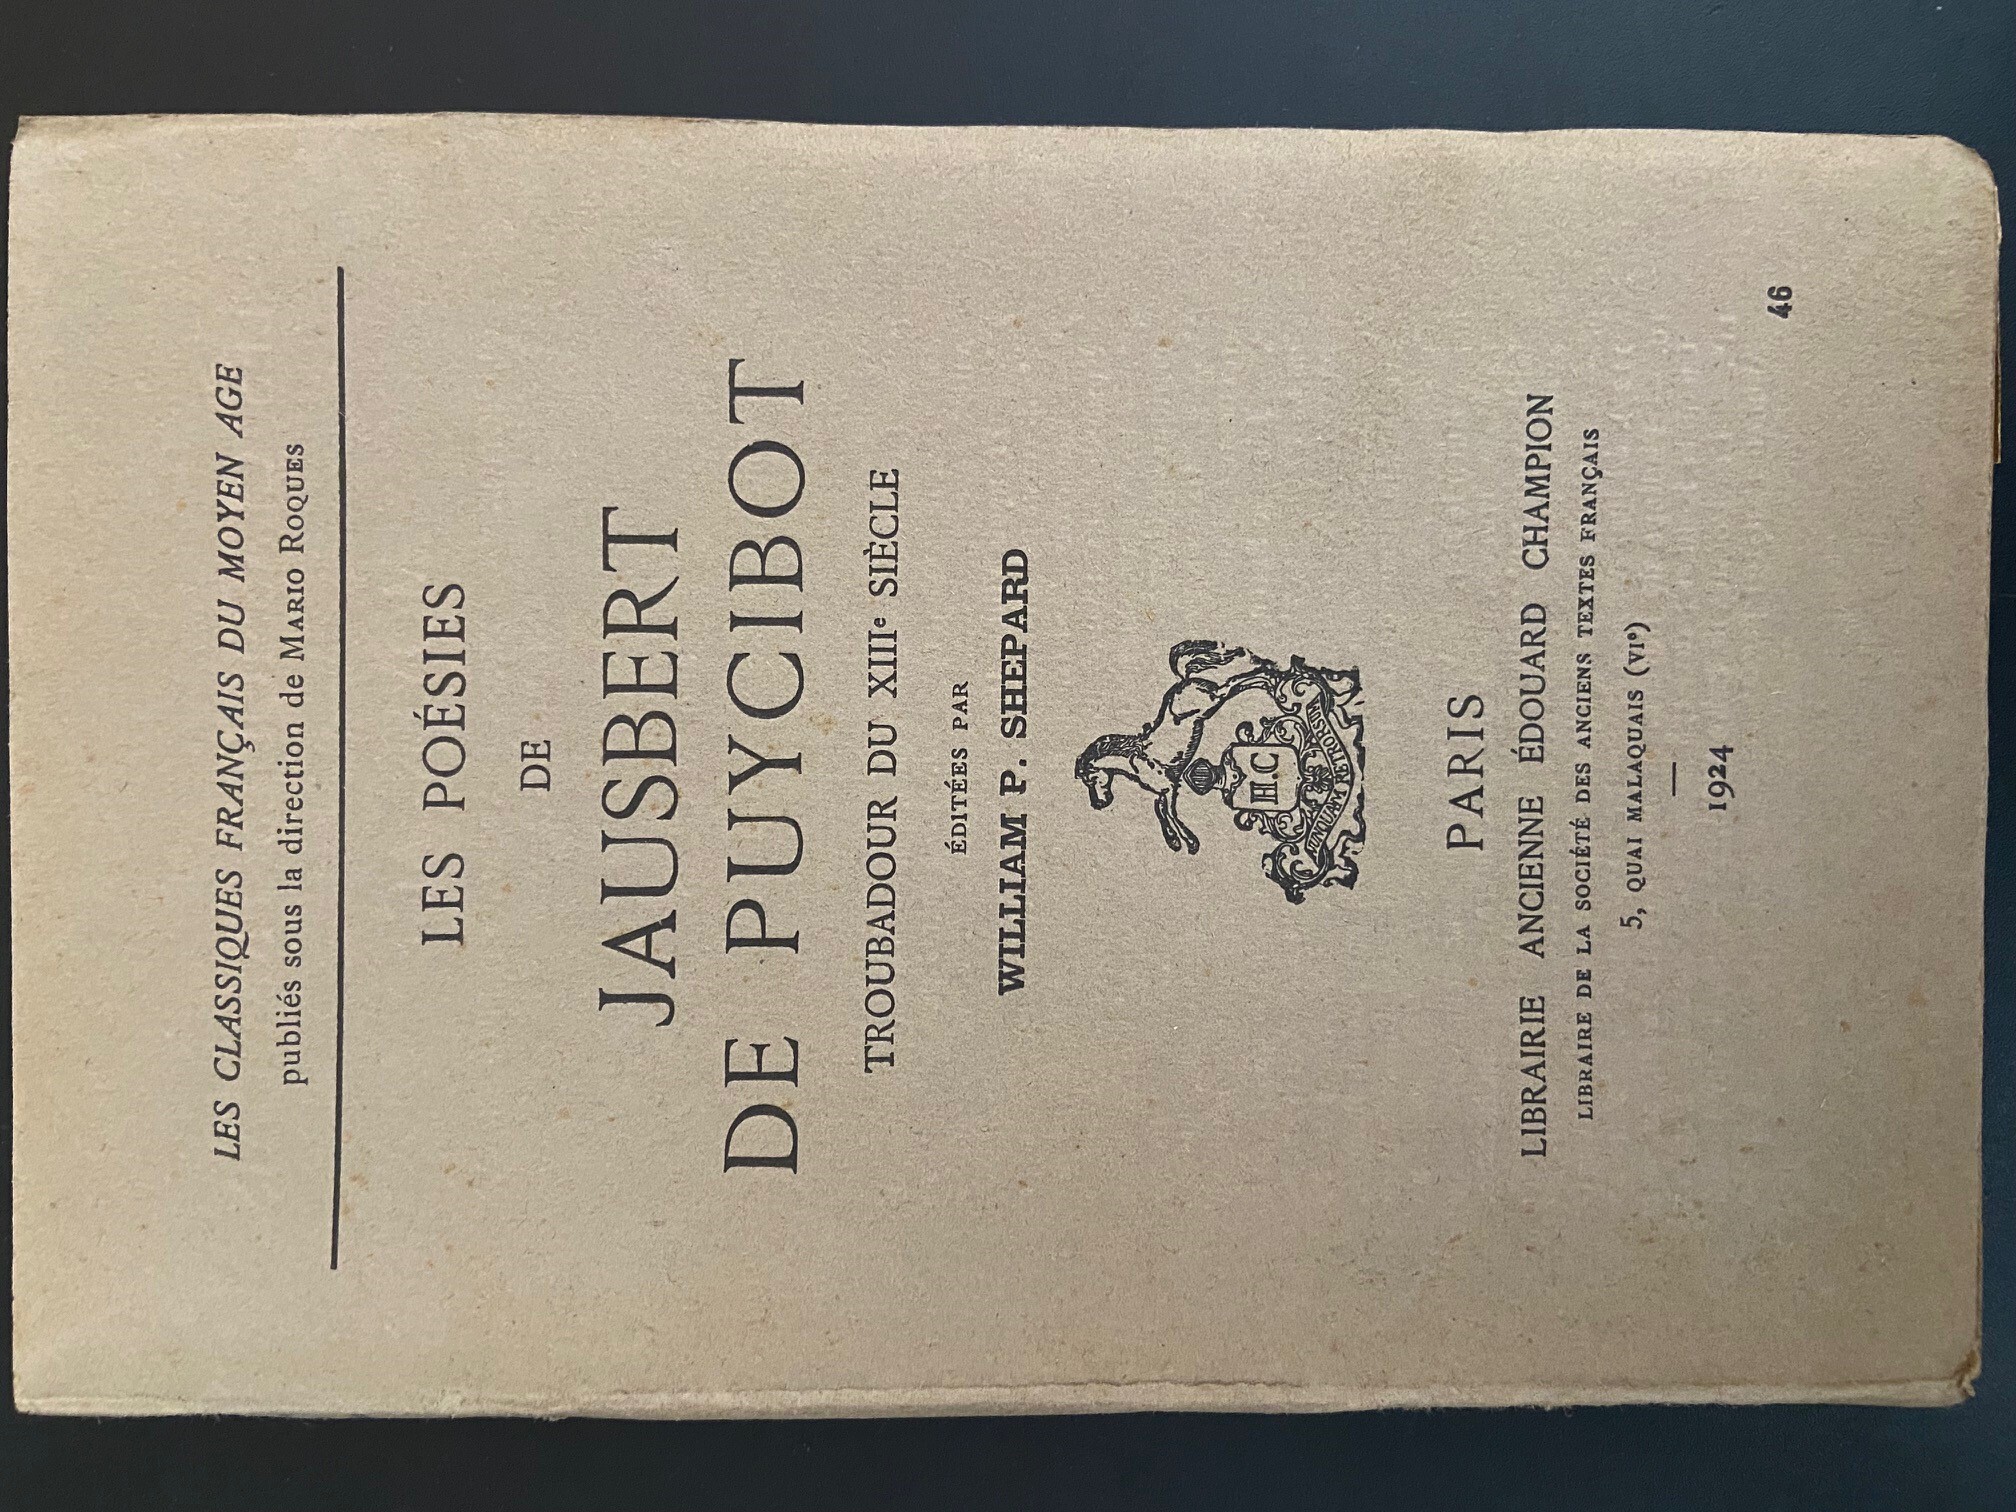 LES CLASSIQUES FRANÇAIS DU MOYEN AGE
publiés sous la direction de MARIO ROQUES
LES POÉSIES
DE
JAUSBERT
DE PUYCIBOT
TROUBADOUR DU XIIIe SIÈCLE
ÉDITÉES PAR
WILLIAM P. SHEPARD
H.C
NUNQUAM RETRORSUM
PARIS
LIBRAIRIE ANCIENNE ÉDOUARD CHAMPION
LIBRAIRE DE LA SOCIÉTÉ DES ANCIENS TEXTES FRANÇAIS
5, QUAI MALAQUAIS (VIe)
1924
46